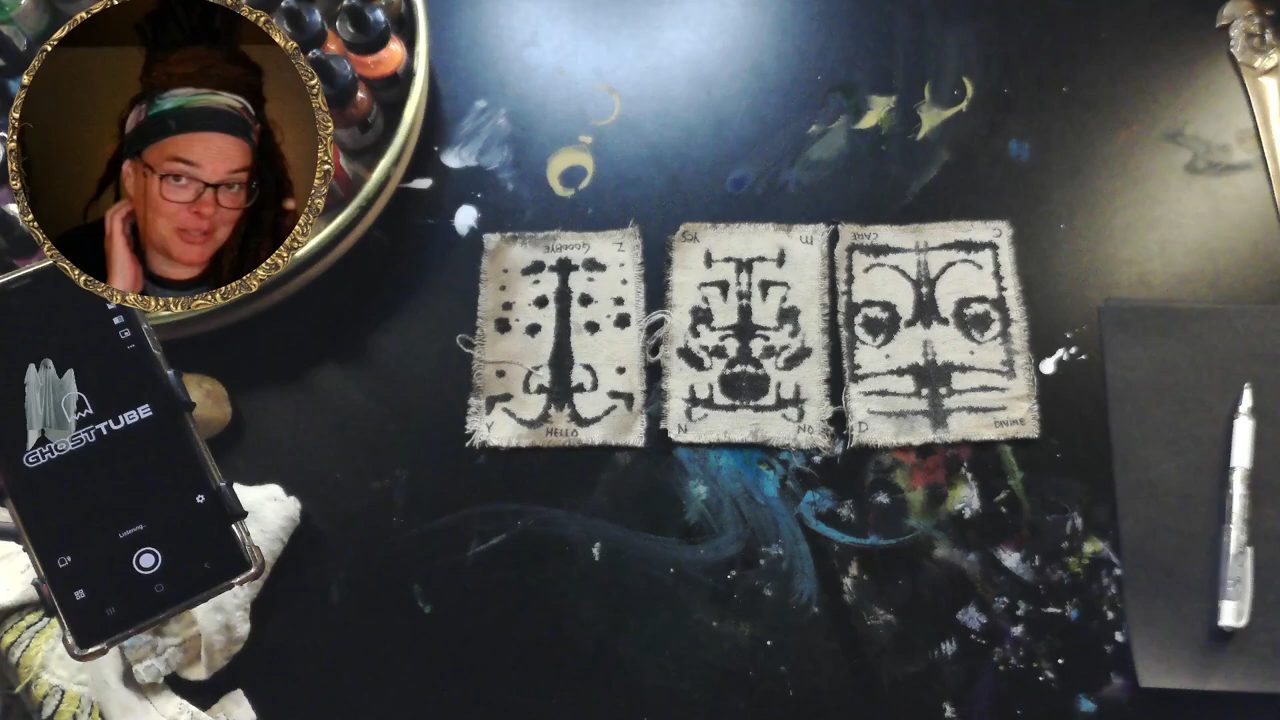 GHOSTTUBE
Listening...
GOODBYE Z
Y HELLO
YES M
N NO
CARE C
D DIVINE